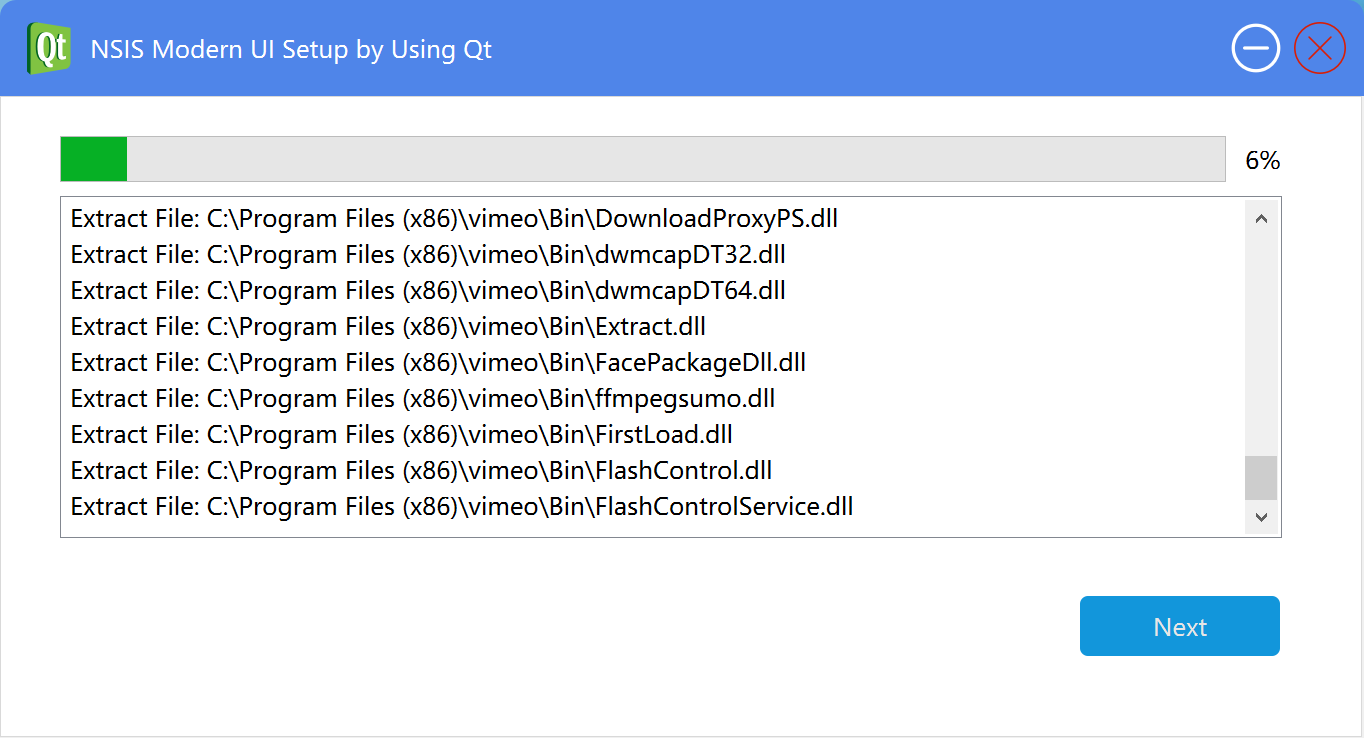 Qt NSIS Modern UI Setup by Using Qt
6%
Extract File: C:\Program Files (x86)\vimeo\Bin\DownloadProxyPS.dll
Extract File: C:\Program Files (x86)\vimeo\Bin\dwmcapDT32.dll
Extract File: C:\Program Files (x86)\vimeo\Bin\dwmcapDT64.dll
Extract File: C:\Program Files (x86)\vimeo\Bin\Extract.dll
Extract File: C:\Program Files (x86)\vimeo\Bin\FacePackageDll.dll
Extract File: C:\Program Files (x86)\vimeo\Bin\ffmpegsumo.dll
Extract File: C:\Program Files (x86)\vimeo\Bin\FirstLoad.dll
Extract File: C:\Program Files (x86)\vimeo\Bin\FlashControl.dll
Extract File: C:\Program Files (x86)\vimeo\Bin\FlashControlService.dll
Next